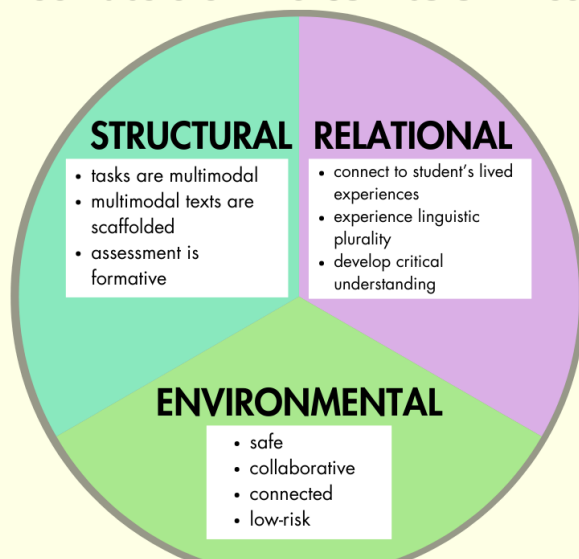 STRUCTURAL
• tasks are multimodal
• multimodal texts are
scaffolded
• assessment is
formative
RELATIONAL
• connect to student's lived
experiences
• experience linguistic
plurality
• develop critical
understanding
ENVIRONMENTAL
• safe
• collaborative
• connected
• low-risk